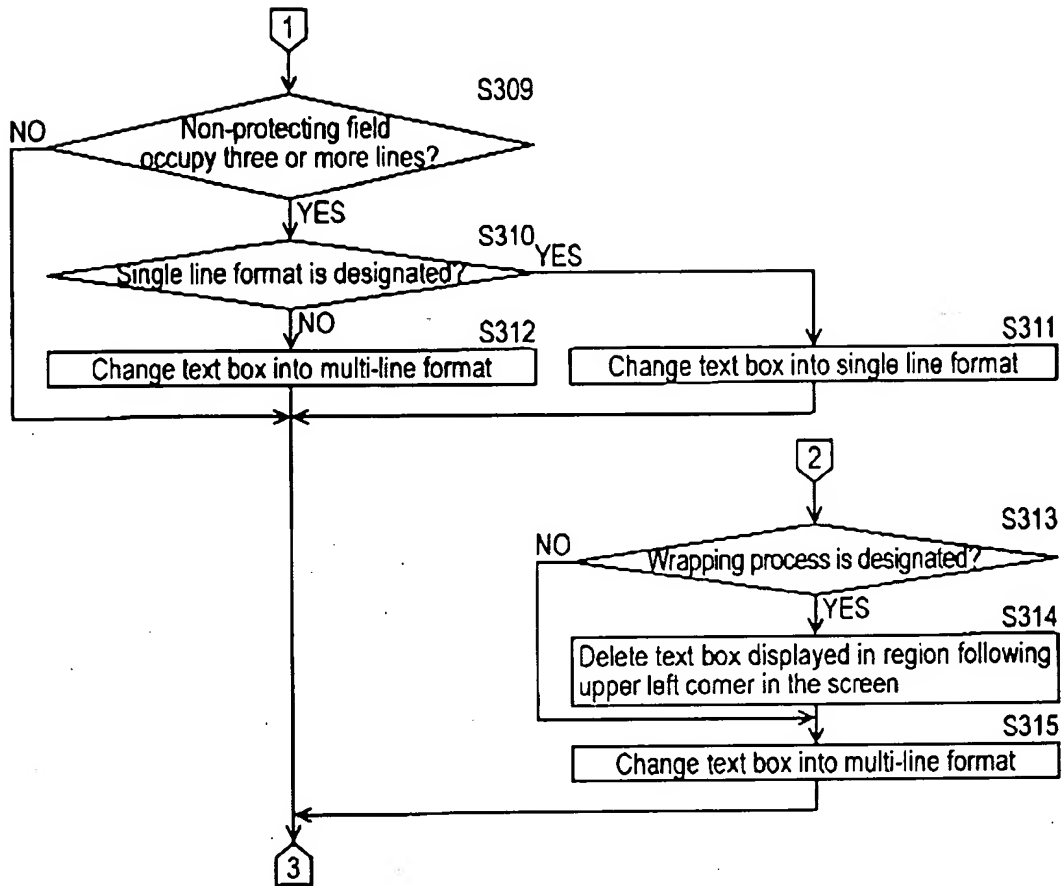 1
S309
NO
Non-protecting field
occupy three or more lines?
YES
S310
YES
Single line format is designated?
NO
S312
S311
Change text box into multi-line format
Change text box into single line format
2
S313
NO
Wrapping process is designated?
YES
S314
Delete text box displayed in region following
upper left corner in the screen
S315
Change text box into multi-line format
3